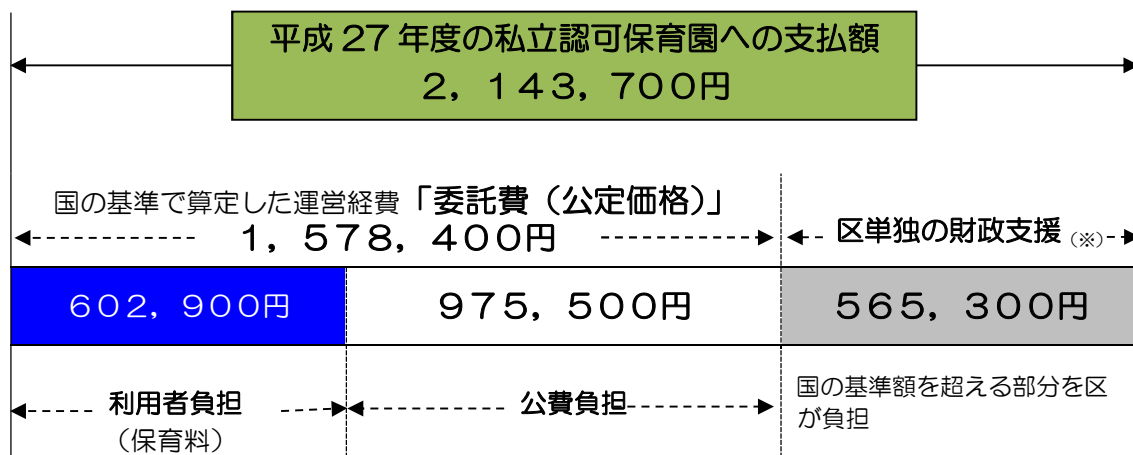 平成27年度の私立認可保育園への支払額
2，143，700円
国の基準で算定した運営経費「委託費（公定価格）」
1，578，400円
区単独の財政支援（※）
602，900円
975，500円
565，300円
利用者負担
（保育料）
公費負担
国の基準額を超える部分を区
が負担